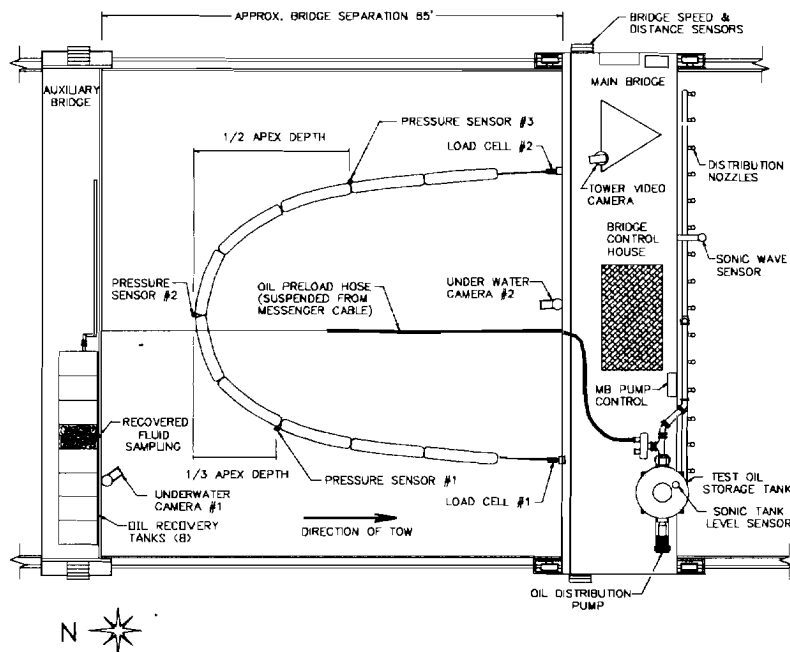 APPROX. BRIDGE SEPARATION 65'
BRIDGE SPEED &
DISTANCE SENSORS
AUXILIARY
BRIDGE
MAIN BRIDGE
PRESSURE SENSOR #3
1/2 APEX DEPTH
LOAD CELL #2
DISTRIBUTION
NOZZLES
TOWER VIDEO
CAMERA
BRIDGE
CONTROL
HOUSE
SONIC WAVE
SENSOR
PRESSURE
SENSOR #2
OIL PRELOAD HOSE
(SUSPENDED FROM
MESSENGER CABLE)
UNDER WATER
CAMERA #2
MB PUMP
CONTROL
RECOVERED
FLUID
SAMPLING
1/3 APEX DEPTH
PRESSURE SENSOR #1
UNDERWATER
CAMERA #1
LOAD CELL #1
TEST OIL
STORAGE TANK
SONIC TANK
LEVEL SENSOR
OIL RECOVERY
TANKS (8)
DIRECTION OF TOW
OIL DISTRIBUTION
PUMP
N